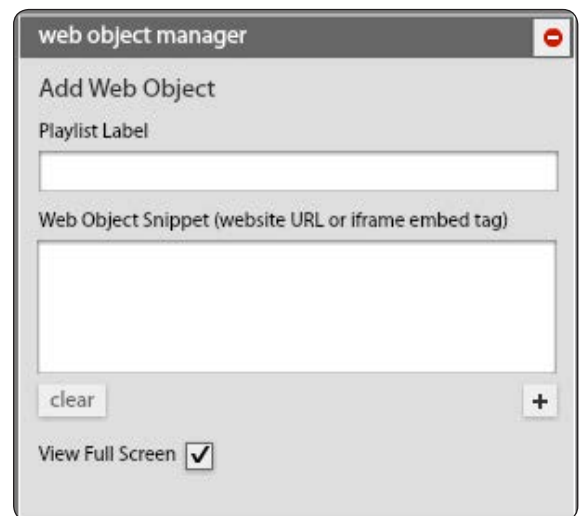 web object manager
Add Web Object
Playlist Label
Web Object Snippet (website URL or iframe embed tag)
clear
+
View Full Screen